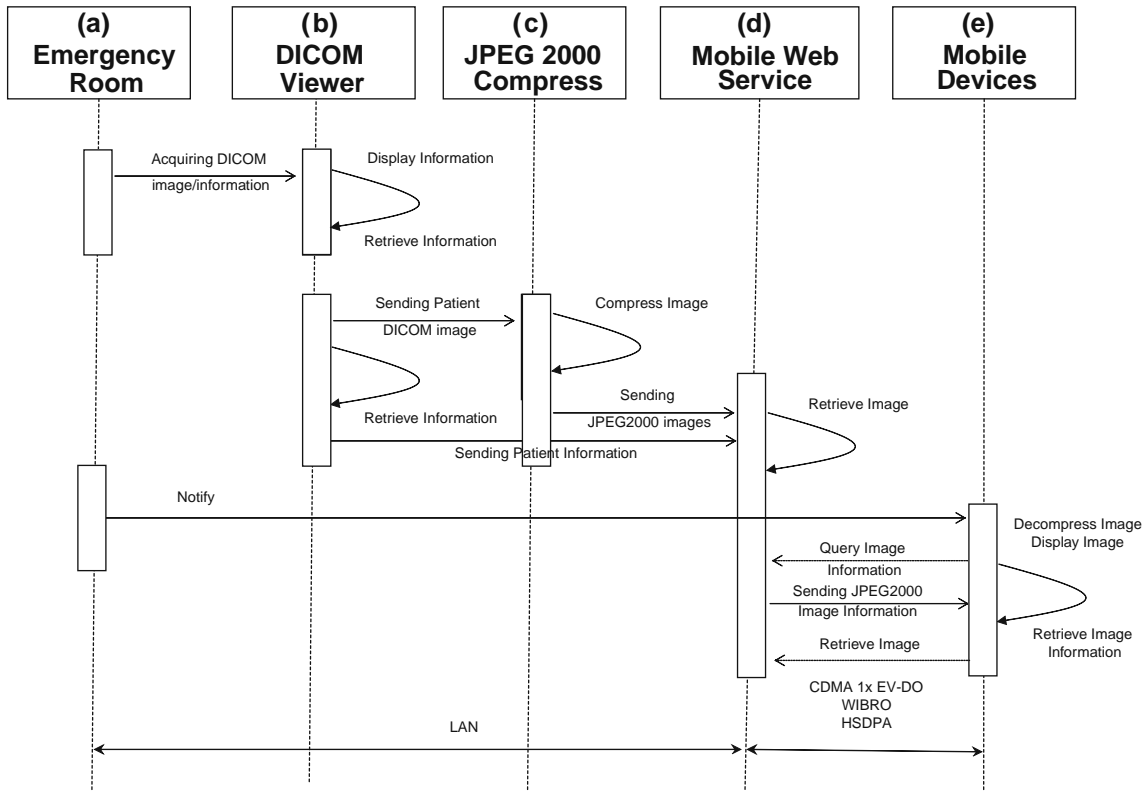 (a)
Emergency
Room
(b)
DICOM
Viewer
(c)
JPEG 2000
Compress
(d)
Mobile Web
Service
(e)
Mobile
Devices
Acquiring DICOM
image/information
Display Information
Retrieve Information
Sending Patient
DICOM image
Compress Image
Retrieve Information
Sending
JPEG2000 images
Retrieve Image
Sending Patient Information
Notify
Decompress Image
Display Image
Query Image
Information
Sending JPEG2000
Image Information
Retrieve Image
Information
Retrieve Image
CDMA 1x EV-DO
WIBRO
HSDPA
LAN